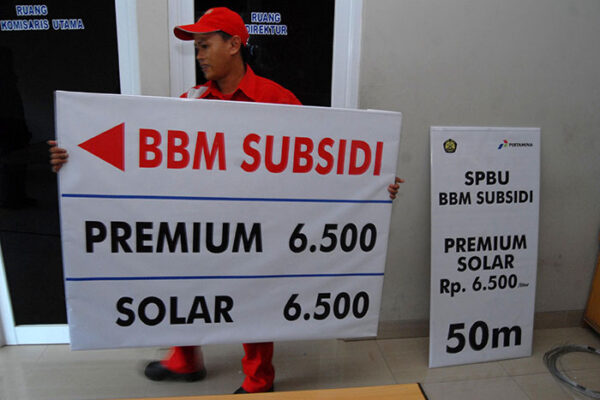 RUANG
KOMISARIS UTAMA
RUANG
DIREKTUR
BBM SUBSIDI
PREMIUM 6.500
SOLAR 6.500
PERTAMINA
SPBU
BBM SUBSIDI
PREMIUM
SOLAR
Rp. 6.500
50m